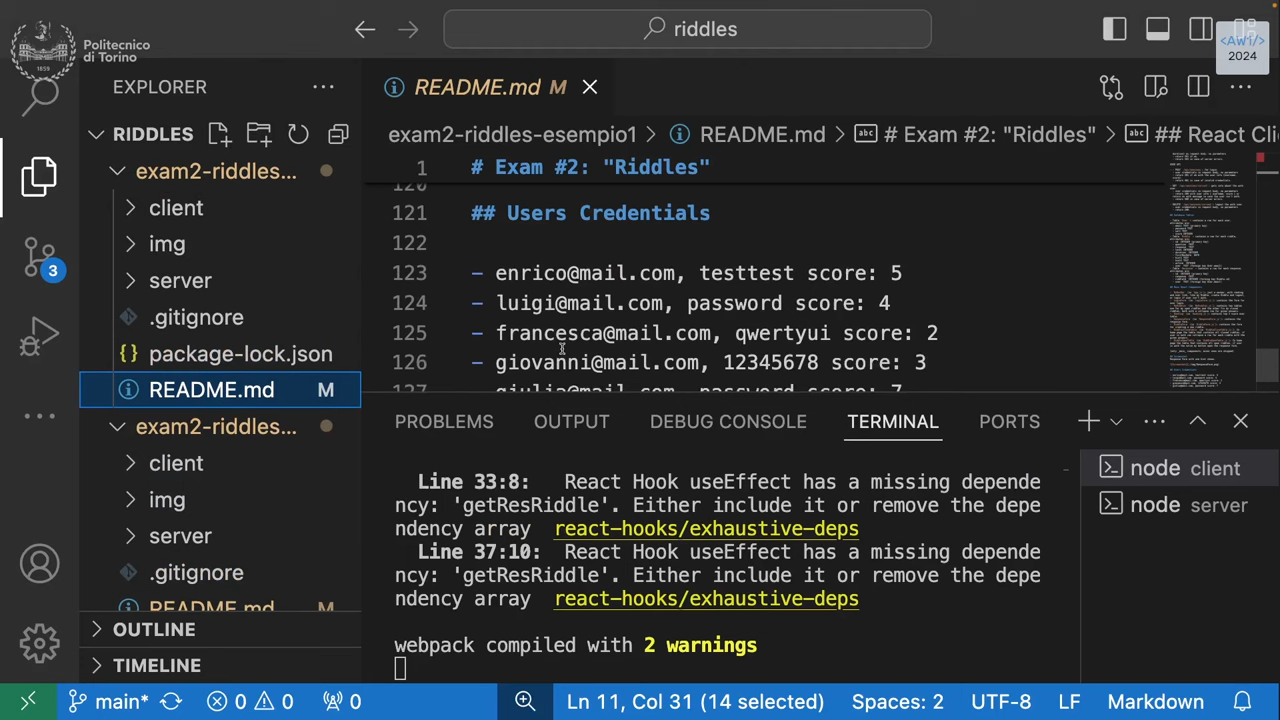 Politecnico
di Torino
riddles
<AW1/>
2024
EXPLORER
README.md M
RIDDLES
exam2-riddles-esempio1 > README.md > # Exam #2: "Riddles" > ## React Cli
exam2-riddles...
client
img
server
.gitignore
{} package-lock.json
README.md M
exam2-riddles...
client
img
server
.gitignore
README.md M
OUTLINE
TIMELINE
1 # Exam #2: "Riddles"
120
121 ## Users Credentials
122
123 - enrico@mail.com, testtest score: 5
124 - luigi@mail.com, password score: 4
125 - francesca@mail.com, qwertyui score: 2
126 - giovanni@mail.com, 12345678 score: 3
127 password score: 7
PROBLEMS OUTPUT DEBUG CONSOLE TERMINAL PORTS
Line 33:8: React Hook useEffect has a missing depende
ncy: 'getResRiddle'. Either include it or remove the depe
ndency array react-hooks/exhaustive-deps
Line 37:10: React Hook useEffect has a missing depende
ncy: 'getResRiddle'. Either include it or remove the depe
ndency array react-hooks/exhaustive-deps
webpack compiled with 2 warnings
node client
node server
3
main* 0 0 0 Ln 11, Col 31 (14 selected) Spaces: 2 UTF-8 LF Markdown